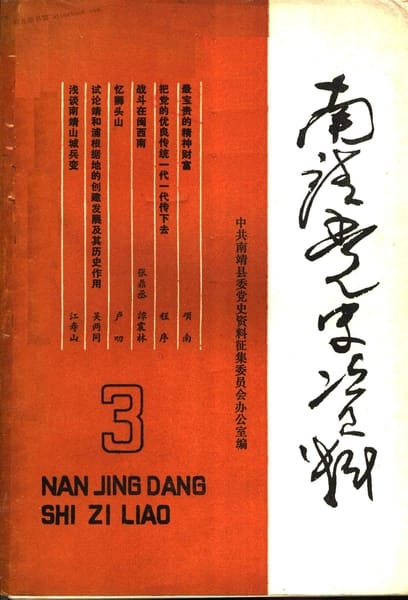 南靖党史资料
中共南靖县委党史资料征集委员会办公室编
最宝贵的精神财富 项南
把党的优良传统一代一代传下去 程序
战斗在闽西南 张鼎丞 谭震林
忆狮头山 卢叨
试论靖和浦根据地的创建发展及其历史作用 吴两同
浅谈南靖山城兵变 江寿山
3
NAN JING DANG
SHI ZI LIAO